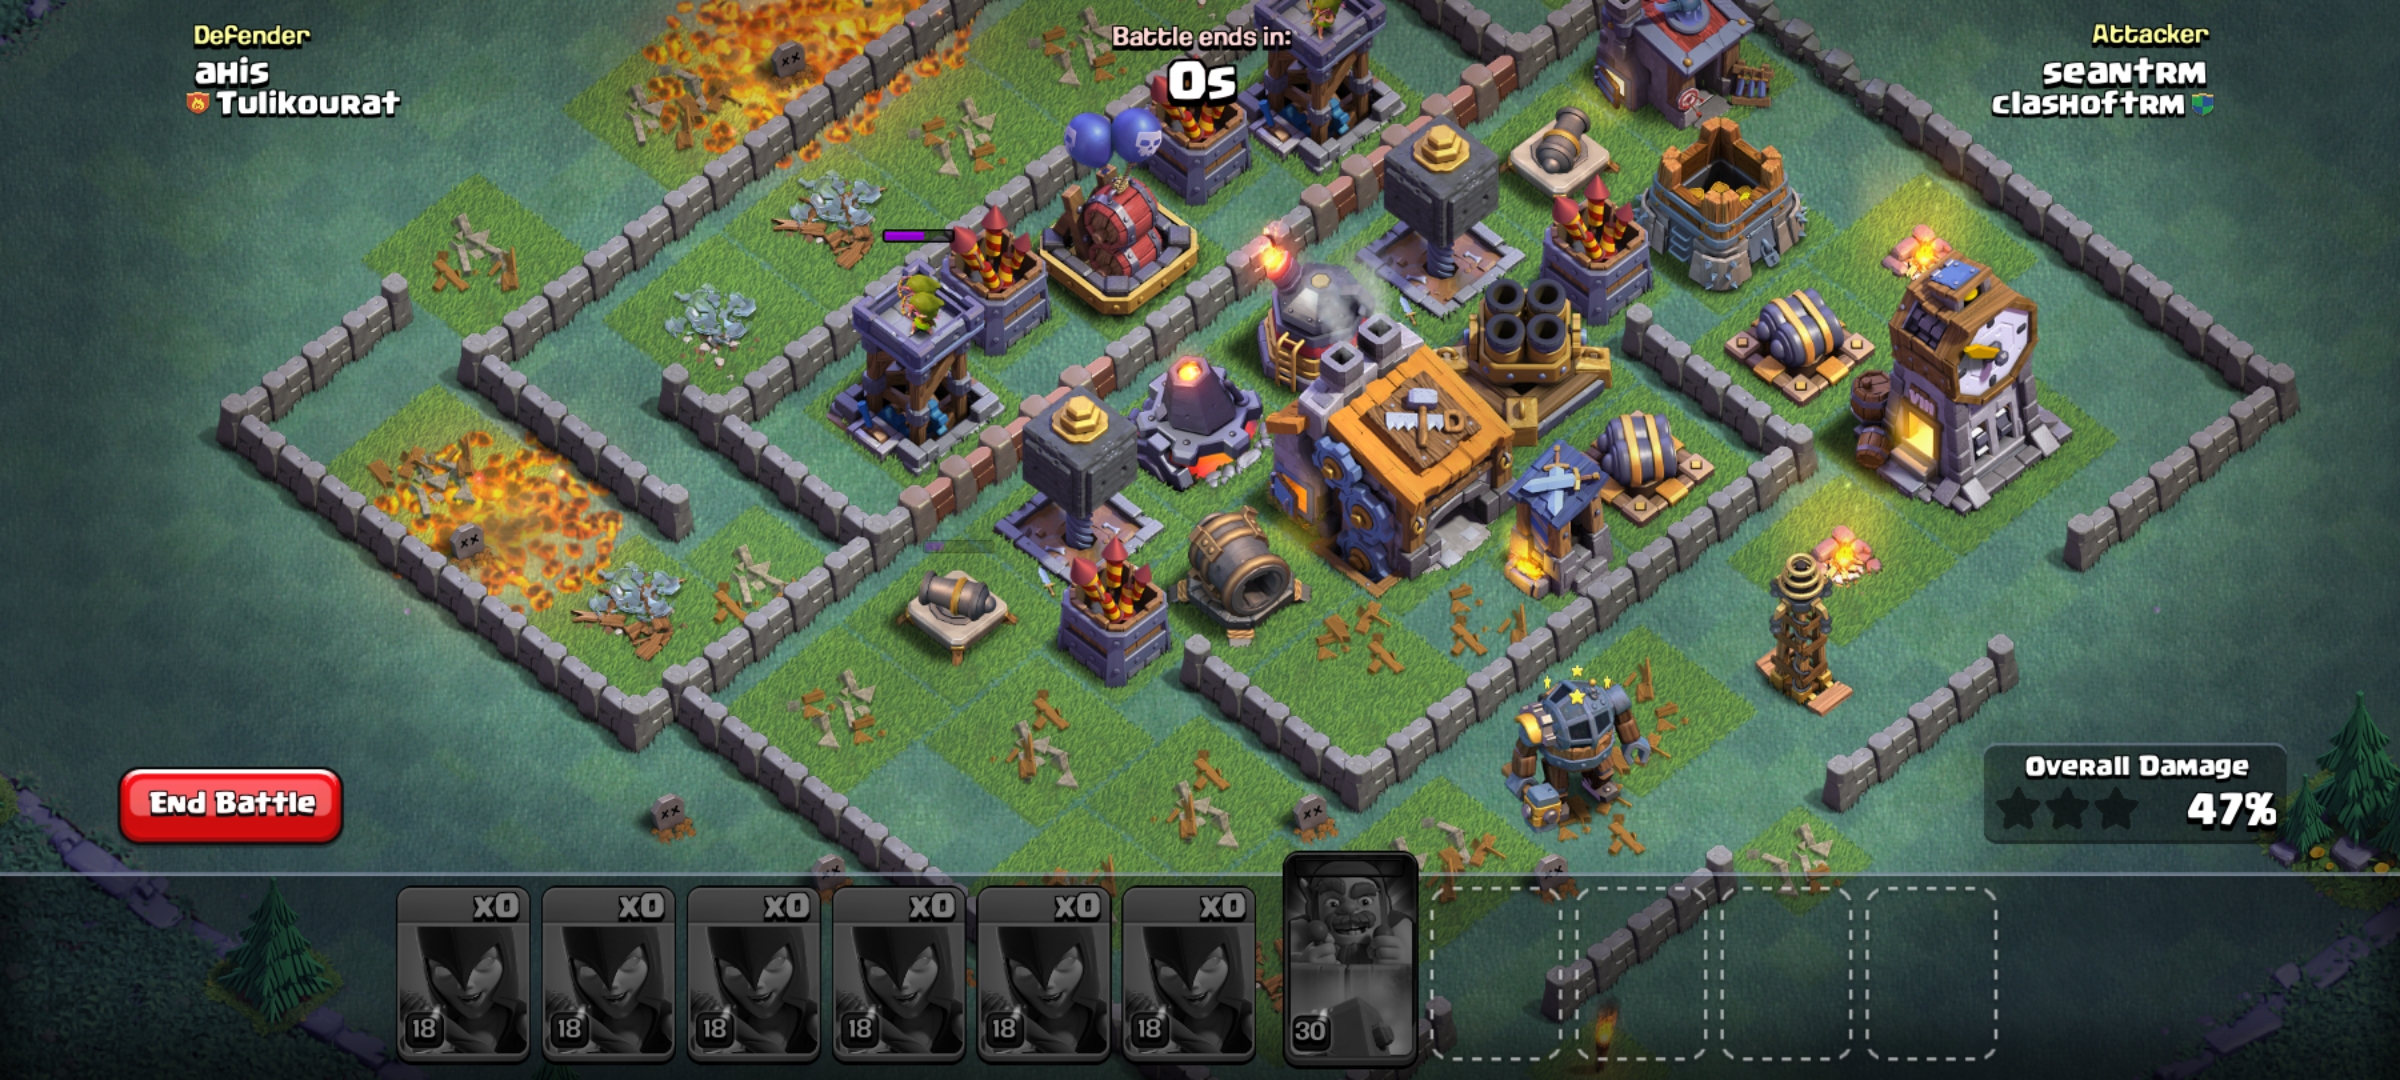 Defender
aHis
Tulikourat
Battle ends in:
0s
Attacker
seantRM
clashoftRM
VIII
End Battle
Overall Damage
47%
x0
x0
x0
x0
x0
x0
18
18
18
18
18
18
30